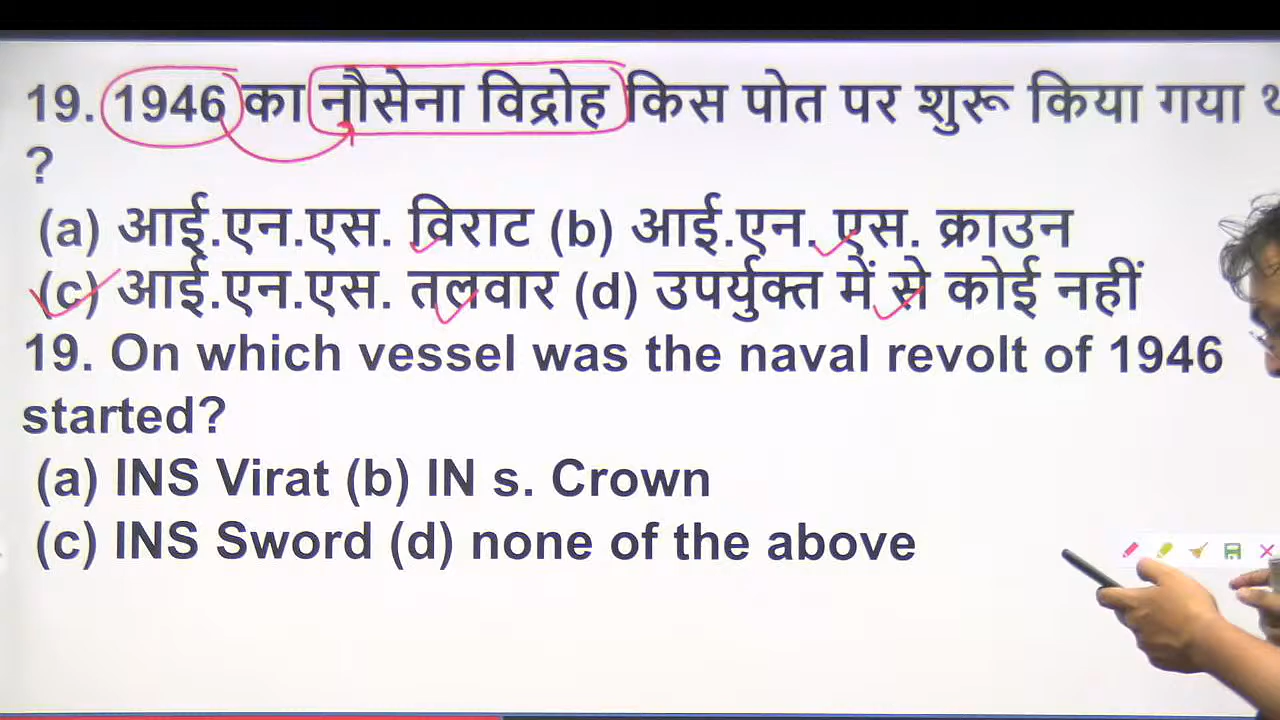 19. 1946 का नौसेना विद्रोह किस पोत पर शुरू किया गया
?
(a) आई.एन.एस. विराट (b) आई.एन. एस. क्राउन
(c) आई.एन.एस. तलवार (d) उपर्युक्त में से कोई नहीं
19. On which vessel was the naval revolt of 1946
started?
(a) INS Virat (b) IN s. Crown
(c) INS Sword (d) none of the above